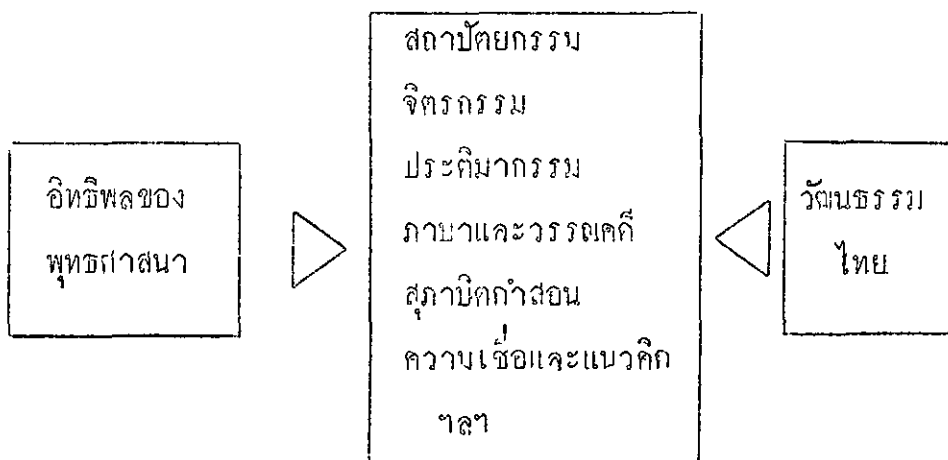 อิทธิพลของ
พุทธศาสนา
สถาปัตยกรรม
จิตรกรรม
ประติมากรรม
ภาษาและวรรณคดี
สุภาษิตคำสอน
ความเชื่อและแนวคิด
ฯลฯ
วัฒนธรรม
ไทย